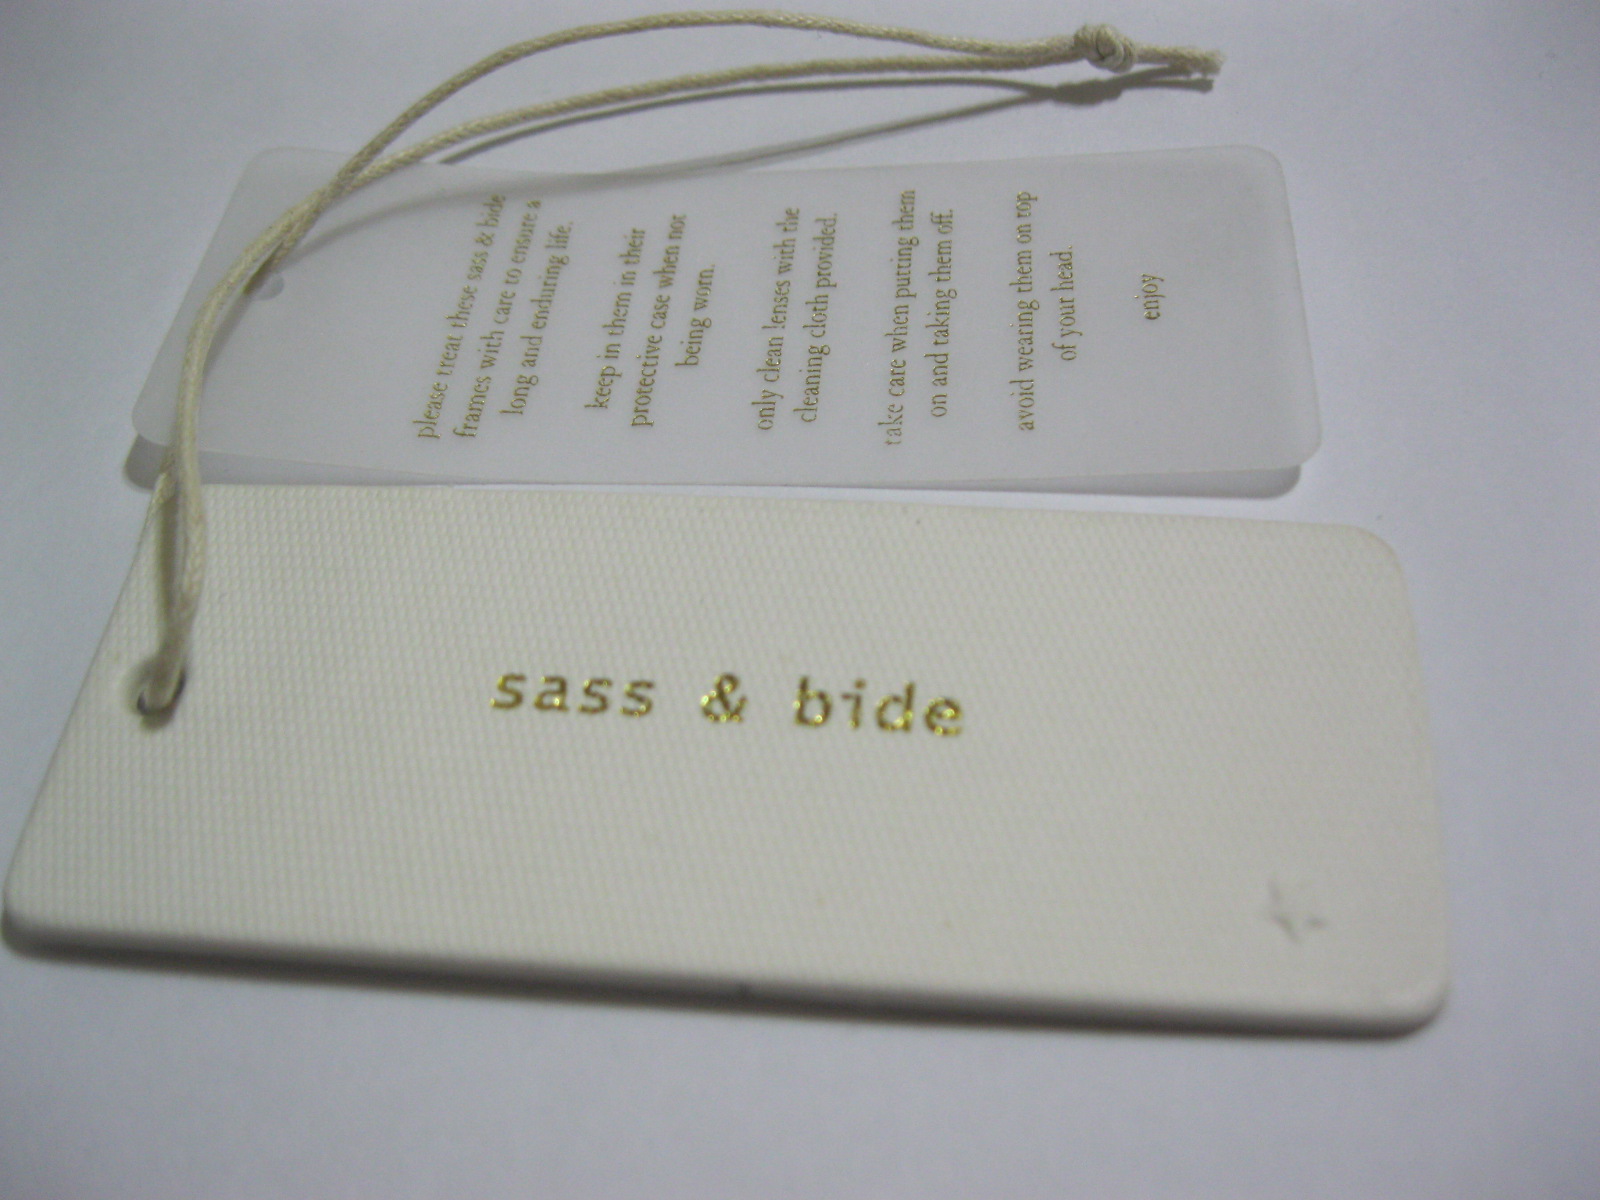 please treat these sass & bide
frames with care to ensure a
long and enduring life.
keep in them in their
protective case when not
being worn.
only clean lenses with the
cleaning cloth provided.
take care when putting them
on and taking them off.
avoid wearing them on top
of your head.
enjoy
sass & bide